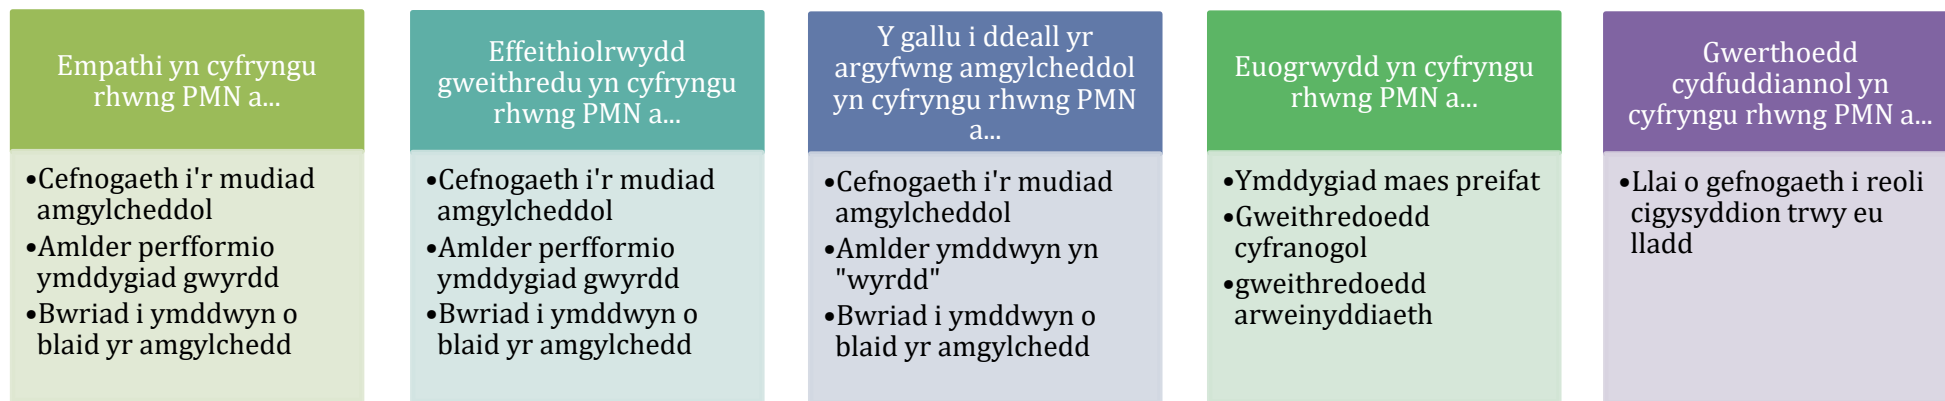 Empathi yn cyfryngu
rhwng PMN a...
•Cefnogaeth i'r mudiad
amgylcheddol
•Amlder perfformio
ymddygiad gwyrdd
•Bwriad i ymddwyn o
blaid yr amgylchedd
Effeithiolrwydd
gweithredu yn cyfryngu
rhwng PMN a...
•Cefnogaeth i'r mudiad
amgylcheddol
•Amlder perfformio
ymddygiad gwyrdd
•Bwriad i ymddwyn o
blaid yr amgylchedd
Y gallu i ddeall yr
argyfwng amgylcheddol
yn cyfryngu rhwng PMN
a...
•Cefnogaeth i'r mudiad
amgylcheddol
•Amlder ymddwyn yn
"wyrdd"
•Bwriad i ymddwyn o
blaid yr amgylchedd
Euogrwydd yn cyfryngu
rhwng PMN a...
•Ymddygiad maes preifat
•Gweithredoedd
cyfranogol
•gweithredoedd
arweinyddiaeth
Gwerthoedd
cydfuddiannol yn
cyfryngu rhwng PMN a...
•Llai o gefnogaeth i reoli
cigysyddion trwy eu
lladd